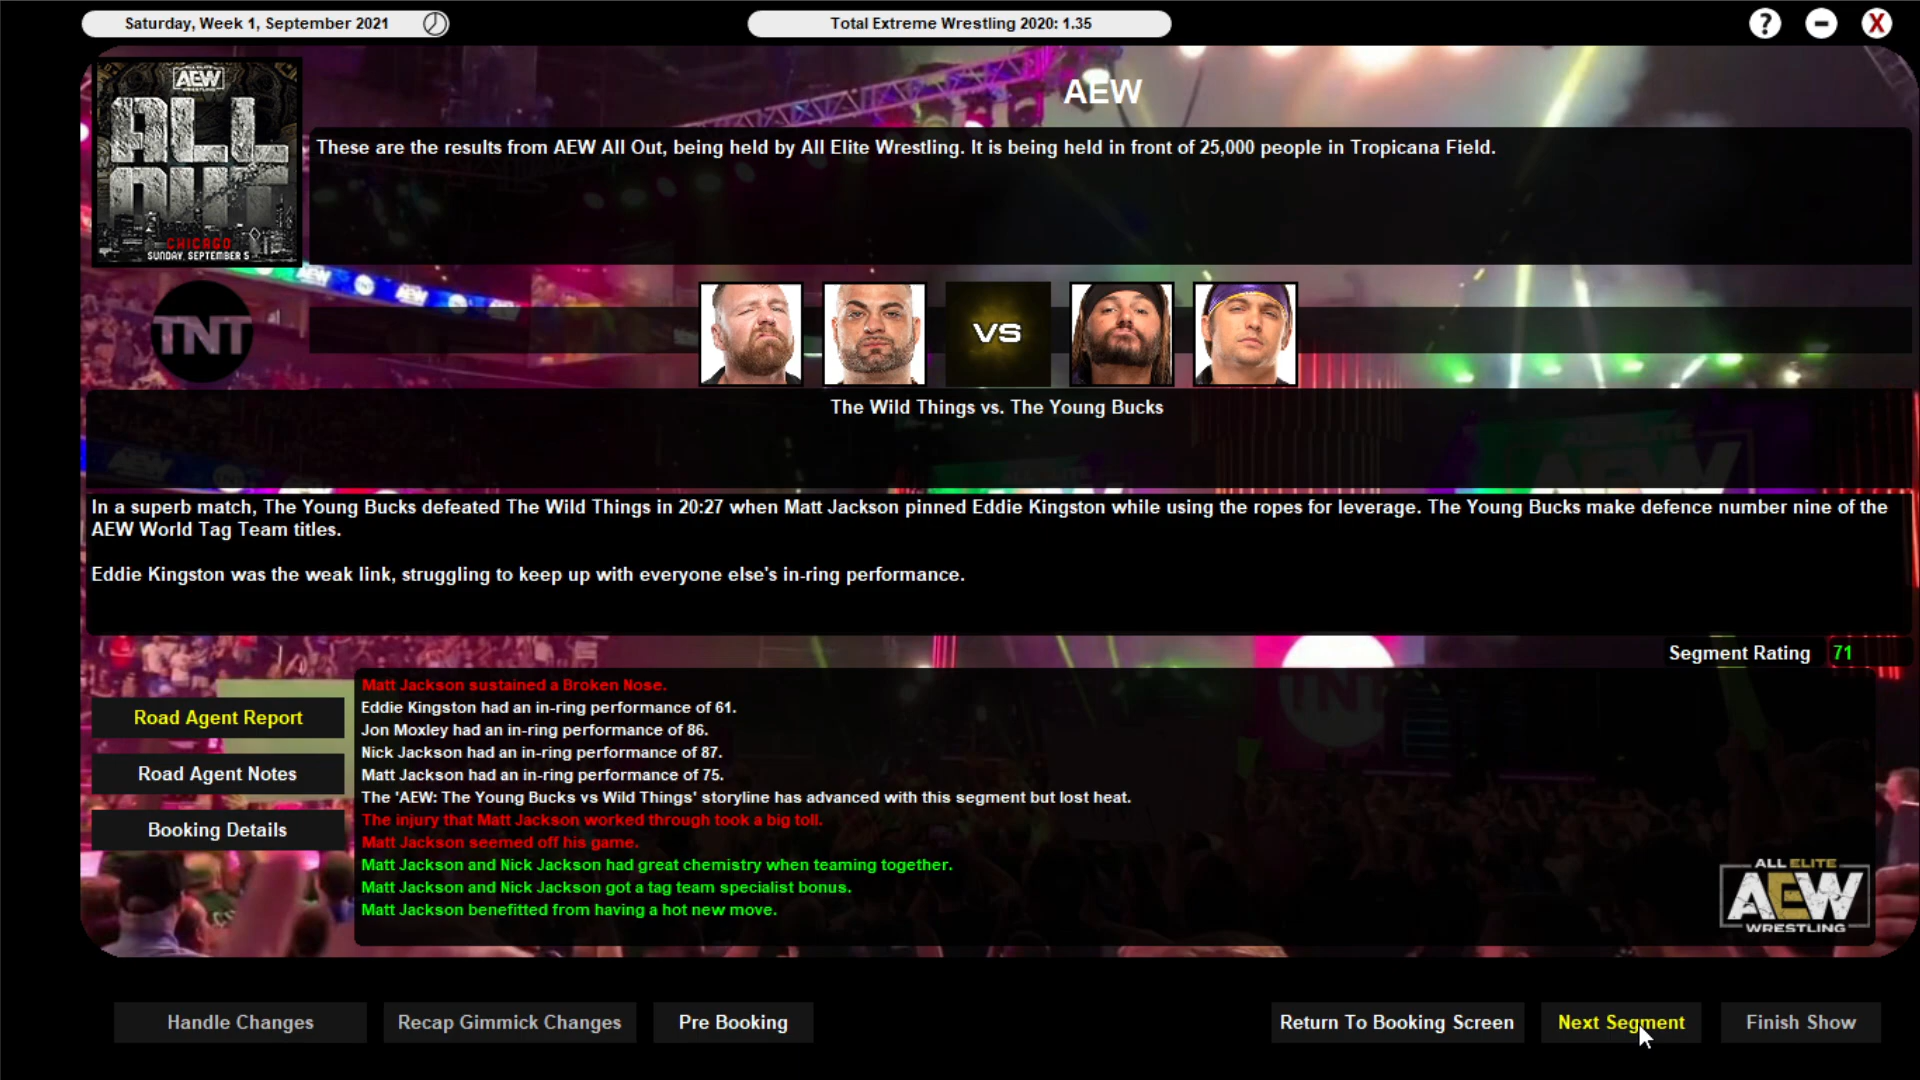 Saturday, Week 1, September 2021
Total Extreme Wrestling 2020: 1.35
?
X
ALL ELITE
AEW
WRESTLING
ALL
OUT
CHICAGO
SUNDAY, SEPTEMBER 5
AEW
These are the results from AEW All Out, being held by All Elite Wrestling. It is being held in front of 25,000 people in Tropicana Field.
TNT
VS
The Wild Things vs. The Young Bucks
In a superb match, The Young Bucks defeated The Wild Things in 20:27 when Matt Jackson pinned Eddie Kingston while using the ropes for leverage. The Young Bucks make defence number nine of the
AEW World Tag Team titles.
Eddie Kingston was the weak link, struggling to keep up with everyone else's in-ring performance.
Segment Rating 71
Road Agent Report
Road Agent Notes
Booking Details
Matt Jackson sustained a Broken Nose.
Eddie Kingston had an in-ring performance of 61.
Jon Moxley had an in-ring performance of 86.
Nick Jackson had an in-ring performance of 87.
Matt Jackson had an in-ring performance of 75.
The 'AEW: The Young Bucks vs Wild Things' storyline has advanced with this segment but lost heat.
The injury that Matt Jackson worked through took a big toll.
Matt Jackson seemed off his game.
Matt Jackson and Nick Jackson had great chemistry when teaming together.
Matt Jackson and Nick Jackson got a tag team specialist bonus.
Matt Jackson benefitted from having a hot new move.
TNT
ALL ELITE
AEW
WRESTLING
Handle Changes
Recap Gimmick Changes
Pre Booking
Return To Booking Screen
Next Segment
Finish Show